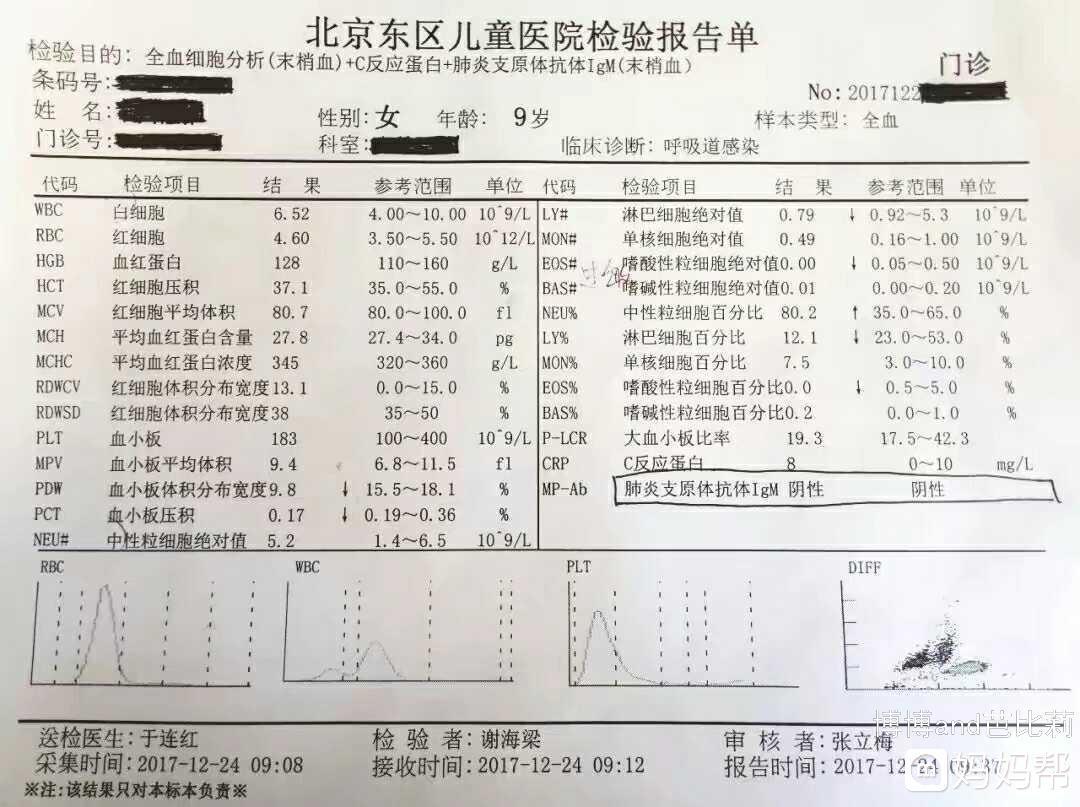 北京东区儿童医院检验报告单
检验目的: 全血细胞分析(末梢血)+C反应蛋白+肺炎支原体抗体IgM(末梢血)
门诊
条码号:
No: 2017122
姓 名:
性别: 女 年龄: 9岁
样本类型: 全血
门诊号:
科室:
临床诊断: 呼吸道感染
代码 检验项目 结 果 参考范围 单位 代码 检验项目 结 果 参考范围 单位
WBC 白细胞 6.52 4.00~10.00 10^9/L LY# 淋巴细胞绝对值 0.79 ↓ 0.92~5.3 10^9/L
RBC 红细胞 4.60 3.50~5.50 10^12/L MON# 单核细胞绝对值 0.49 0.16~1.00 10^9/L
HGB 血红蛋白 128 110~160 g/L EOS# 嗜酸性粒细胞绝对值0.00 ↓ 0.05~0.50 10^9/L
HCT 红细胞压积 37.1 35.0~55.0 % BAS# 嗜碱性粒细胞绝对值0.01 0.00~0.20 10^9/L
MCV 红细胞平均体积 80.7 80.0~100.0 fl NEU% 中性粒细胞百分比 80.2 ↑ 35.0~65.0 %
MCH 平均血红蛋白含量 27.8 27.4~34.0 pg LY% 淋巴细胞百分比 12.1 ↓ 23.0~53.0 %
MCHC 平均血红蛋白浓度 345 320~360 g/L MON% 单核细胞百分比 7.5 3.0~10.0 %
RDWCV 红细胞体积分布宽度13.1 0.0~15.0 % EOS% 嗜酸性粒细胞百分比0.0 ↓ 0.5~5.0 %
RDWSD 红细胞体积分布宽度38 35~50 % BAS% 嗜碱性粒细胞百分比0.2 0.0~1.0 %
PLT 血小板 183 100~400 10^9/L P-LCR 大血小板比率 19.3 17.5~42.3
MPV 血小板平均体积 9.4 6.8~11.5 fl CRP C反应蛋白 8 0~10 mg/L
PDW 血小板体积分布宽度9.8 ↓ 15.5~18.1 % MP-Ab 肺炎支原体抗体IgM 阴性 阴性
PCT 血小板压积 0.17 ↓ 0.19~0.36 %
NEU# 中性粒细胞绝对值 5.2 1.4~6.5 10^9/L
RBC WBC PLT DIFF
送检医生: 于连红 检 验 者: 谢海梁 审 核 者: 张立梅
采集时间: 2017-12-24 09:08 接收时间: 2017-12-24 09:12 报告时间: 2017-12-24 09:37
※注:该结果只对本标本负责※
博博and芭比莉
妈妈帮